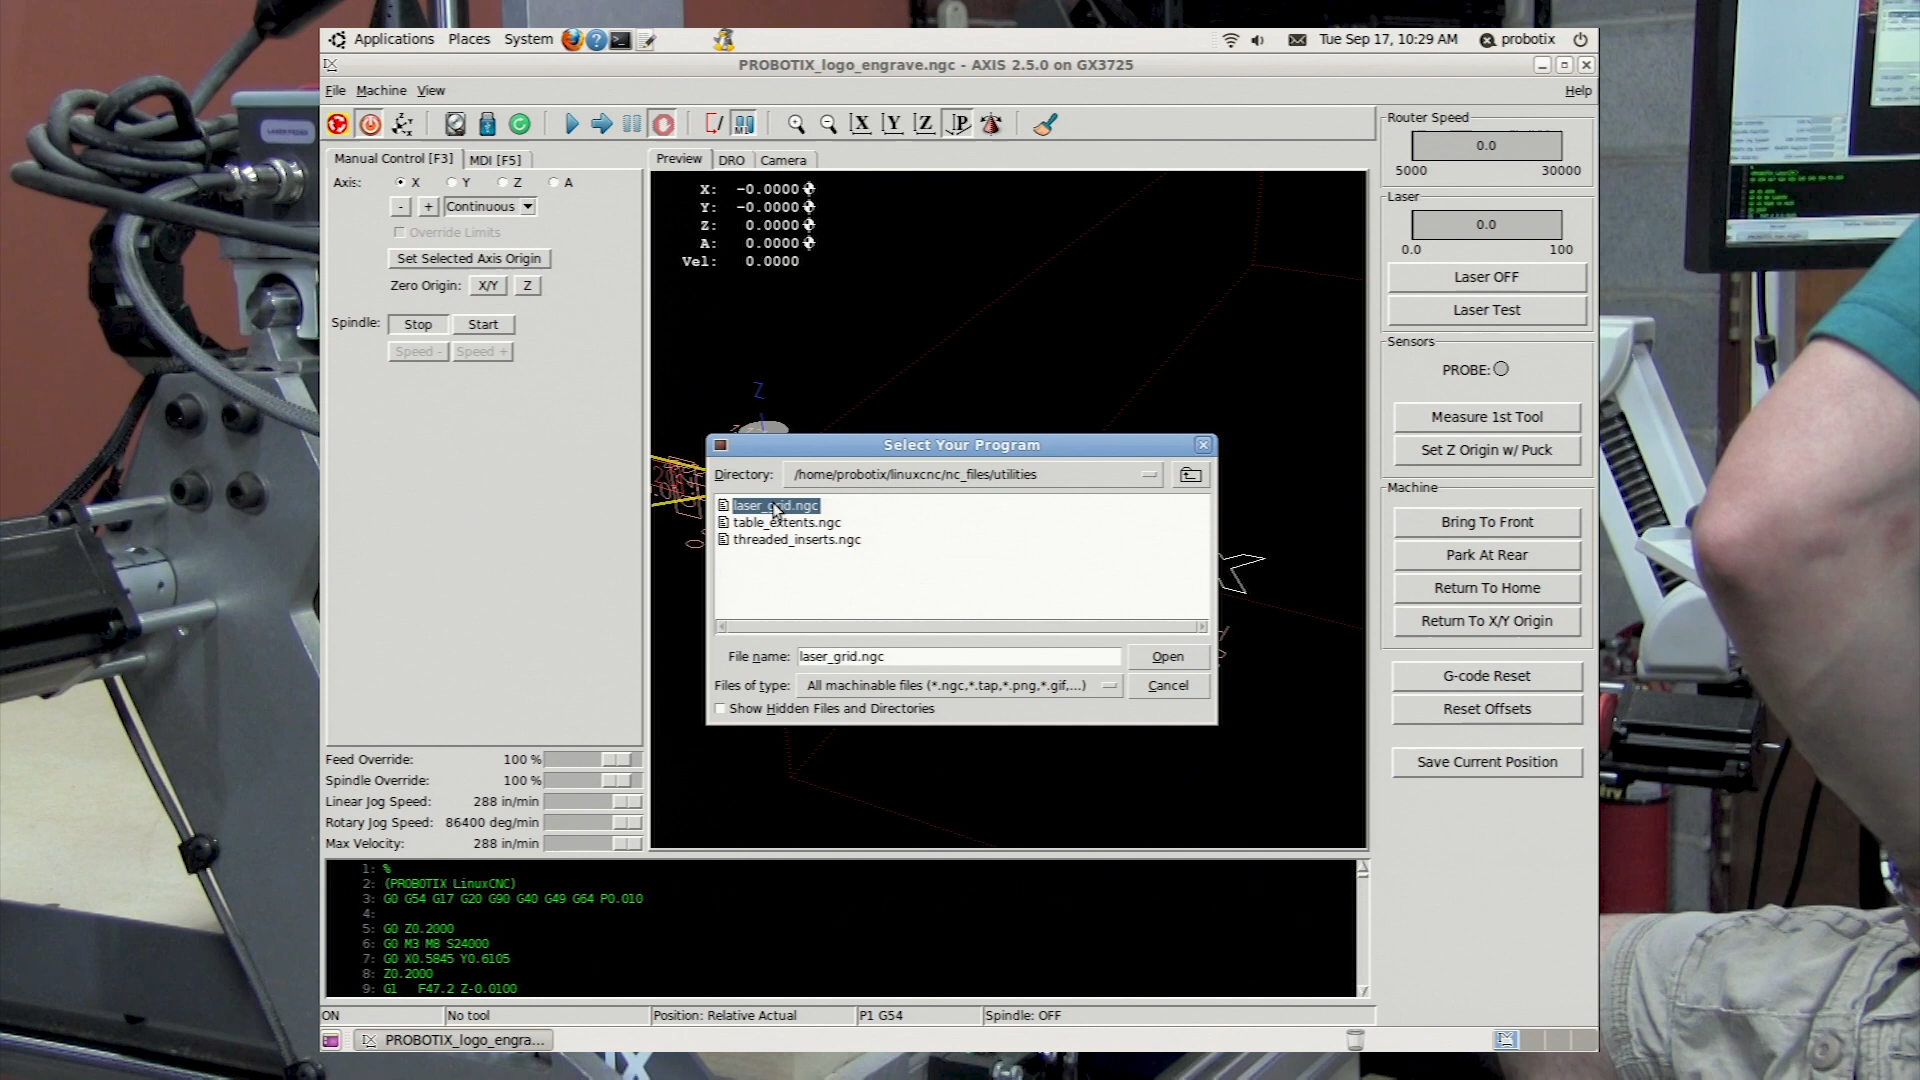 Applications Places System
Tue Sep 17, 10:29 AM probotix
PROBOTIX_logo_engrave.ngc - AXIS 2.5.0 on GX3725
File Machine View Help
X Y Z P
Manual Control [F3] MDI [F5]
Axis: X Y Z A
- + Continuous
Override Limits
Set Selected Axis Origin
Zero Origin: X/Y Z
Spindle: Stop Start
Speed - Speed +
Feed Override: 100 %
Spindle Override: 100 %
Linear Jog Speed: 288 in/min
Rotary Jog Speed: 86400 deg/min
Max Velocity: 288 in/min
Preview DRO Camera
X: -0.0000
Y: -0.0000
Z: 0.0000
A: 0.0000
Vel: 0.0000
Z
Select Your Program
Directory: /home/probotix/linuxcnc/nc_files/utilities
laser_grid.ngc
table_extents.ngc
threaded_inserts.ngc
File name: laser_grid.ngc Open
Files of type: All machinable files (*.ngc,*.tap,*.png,*.gif,...) Cancel
Show Hidden Files and Directories
Router Speed
0.0
5000 30000
Laser
0.0
0.0 100
Laser OFF
Laser Test
Sensors
PROBE:
Measure 1st Tool
Set Z Origin w/ Puck
Machine
Bring To Front
Park At Rear
Return To Home
Return To X/Y Origin
G-code Reset
Reset Offsets
Save Current Position
1: %
2: (PROBOTIX LinuxCNC)
3: G0 G54 G17 G20 G90 G40 G49 G64 P0.010
4:
5: G0 Z0.2000
6: G0 M3 M8 S24000
7: G0 X0.5845 Y0.6105
8: Z0.2000
9: G1 F47.2 Z-0.0100
ON No tool Position: Relative Actual P1 G54 Spindle: OFF
PROBOTIX_logo_engra...